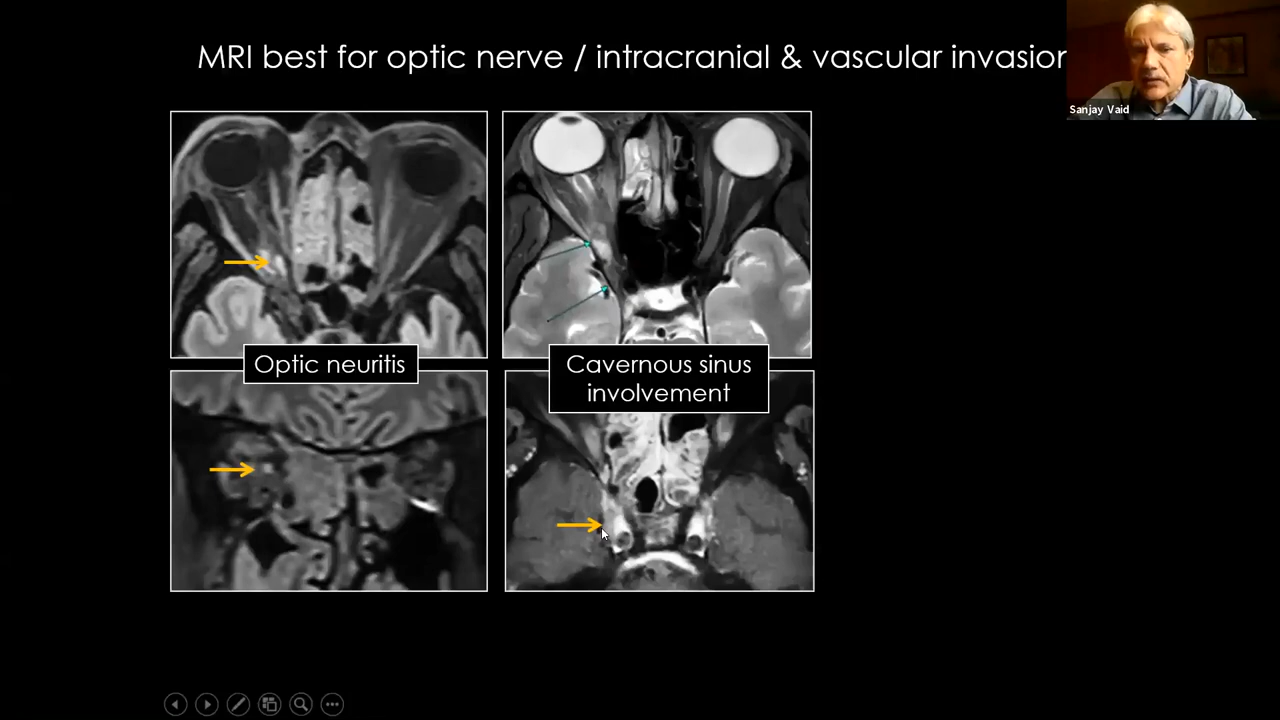 MRI best for optic nerve / intracranial & vascular invasion
Sanjay Vaid
Optic neuritis
Cavernous sinus
involvement